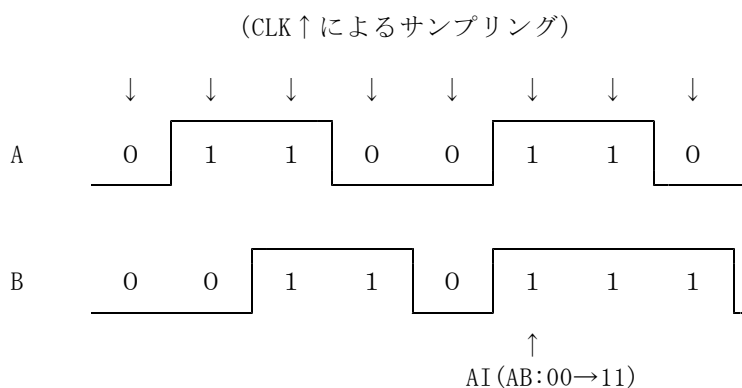 (CLK↑によるサンプリング)
↓ ↓ ↓ ↓ ↓ ↓ ↓ ↓
A 0 1 1 0 0 1 1 0
B 0 0 1 1 0 1 1 1
↑
AI(AB:00→11)